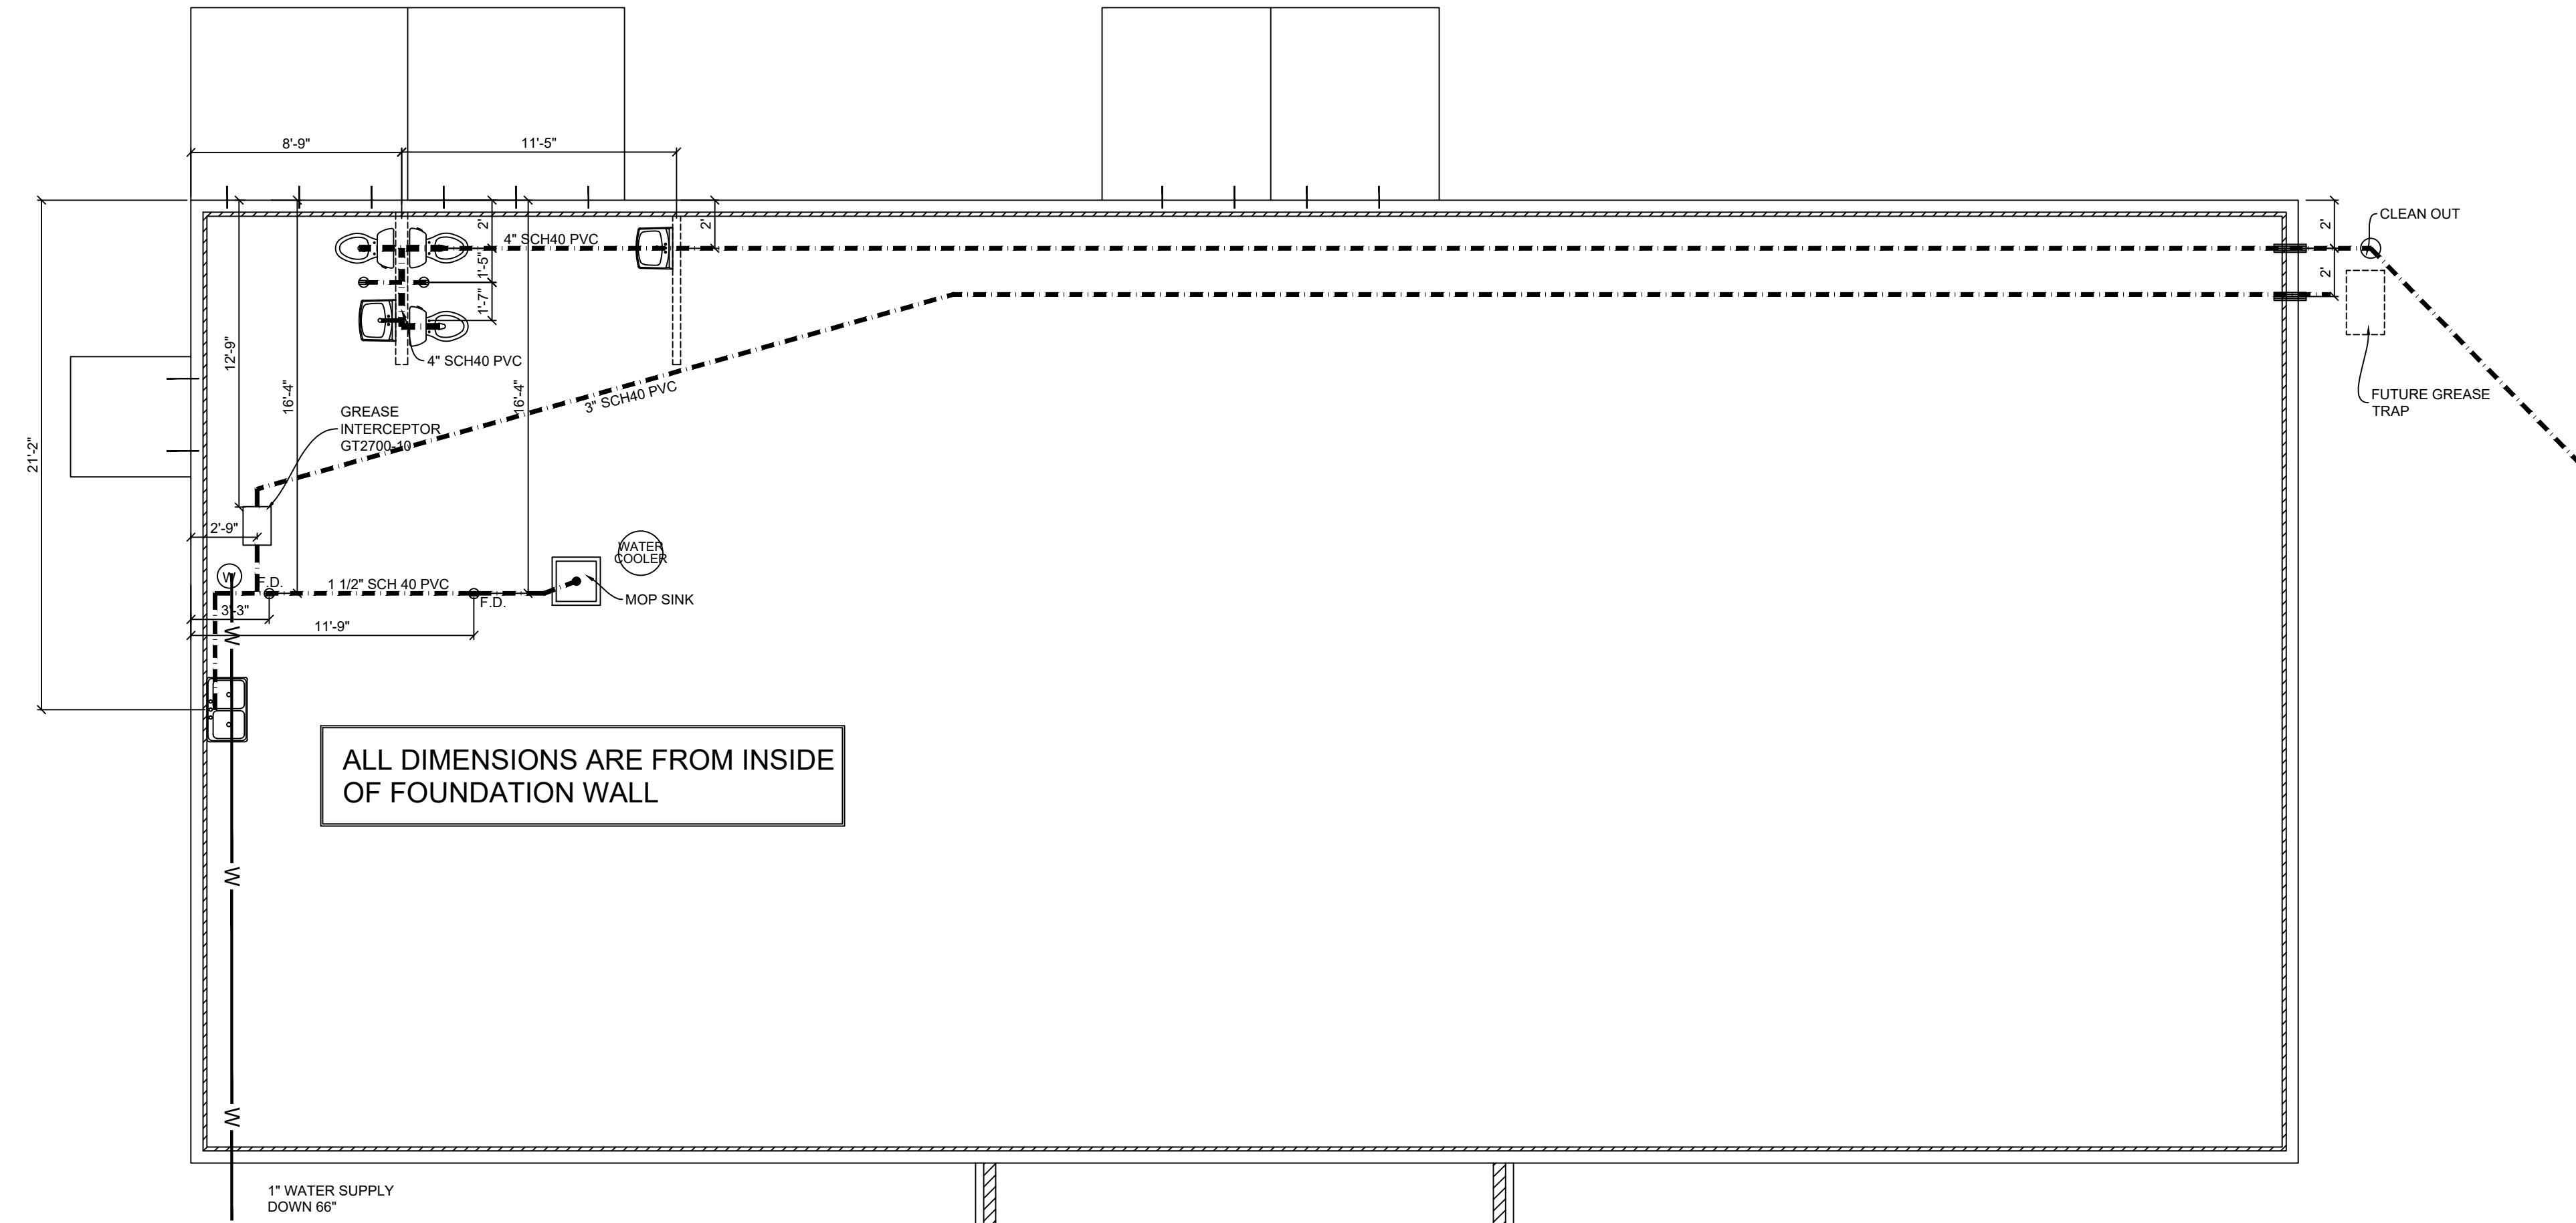 8'-9"
11'-5"
CLEAN OUT
2'
2'
2'
4" SCH40 PVC
1'-5"
2'
1'-7"
12'-9"
4" SCH40 PVC
16'-4"
16'-4"
3" SCH40 PVC
FUTURE GREASE
TRAP
GREASE
INTERCEPTOR
GT2700-10
21'-2"
2'-9"
WATER
COOLER
W
F.D.
1 1/2" SCH 40 PVC
F.D.
MOP SINK
3'-3"
11'-9"
W
ALL DIMENSIONS ARE FROM INSIDE
OF FOUNDATION WALL
W
W
1" WATER SUPPLY
DOWN 66"